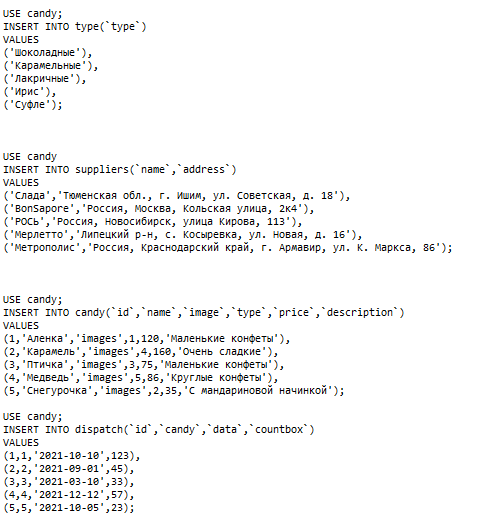 USE candy;
INSERT INTO type(`type`)
VALUES
('Шоколадные'),
('Карамельные'),
('Лакричные'),
('Ирис'),
('Суфле');
USE candy
INSERT INTO suppliers(`name`,`address`)
VALUES
('Слада','Тюменская обл., г. Ишим, ул. Советская, д. 18'),
('BonSapore','Россия, Москва, Кольская улица, 2к4'),
('РОСЬ','Россия, Новосибирск, улица Кирова, 113'),
('Мерлетто','Липецкий р-н, с. Косыревка, ул. Новая, д. 16'),
('Метрополис','Россия, Краснодарский край, г. Армавир, ул. К. Маркса, 86');
USE candy;
INSERT INTO candy(`id`,`name`,`image`,`type`,`price`,`description`)
VALUES
(1,'Аленка','images',1,120,'Маленькие конфеты'),
(2,'Карамель','images',4,160,'Очень сладкие'),
(3,'Птичка','images',3,75,'Маленькие конфеты'),
(4,'Медведь','images',5,86,'Круглые конфеты'),
(5,'Снегурочка','images',2,35,'С мандариновой начинкой');
USE candy;
INSERT INTO dispatch(`id`,`candy`,`data`,`countbox`)
VALUES
(1,1,'2021-10-10',123),
(2,2,'2021-09-01',45),
(3,3,'2021-03-10',33),
(4,4,'2021-12-12',57),
(5,5,'2021-10-05',23);